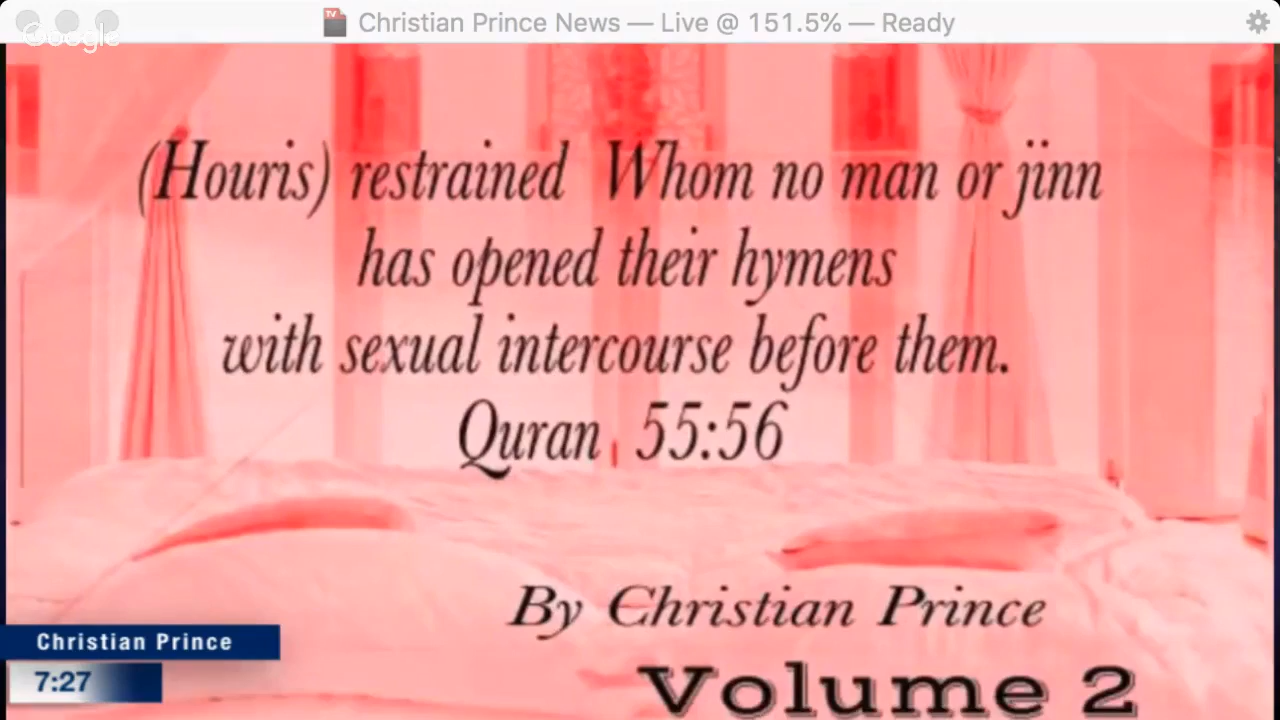 TV Christian Prince News — Live @ 151.5% — Ready
Google
(Houris) restrained Whom no man or jinn
has opened their hymens
with sexual intercourse before them.
Quran 55:56
By Christian Prince
Christian Prince
Volume 2
7:27